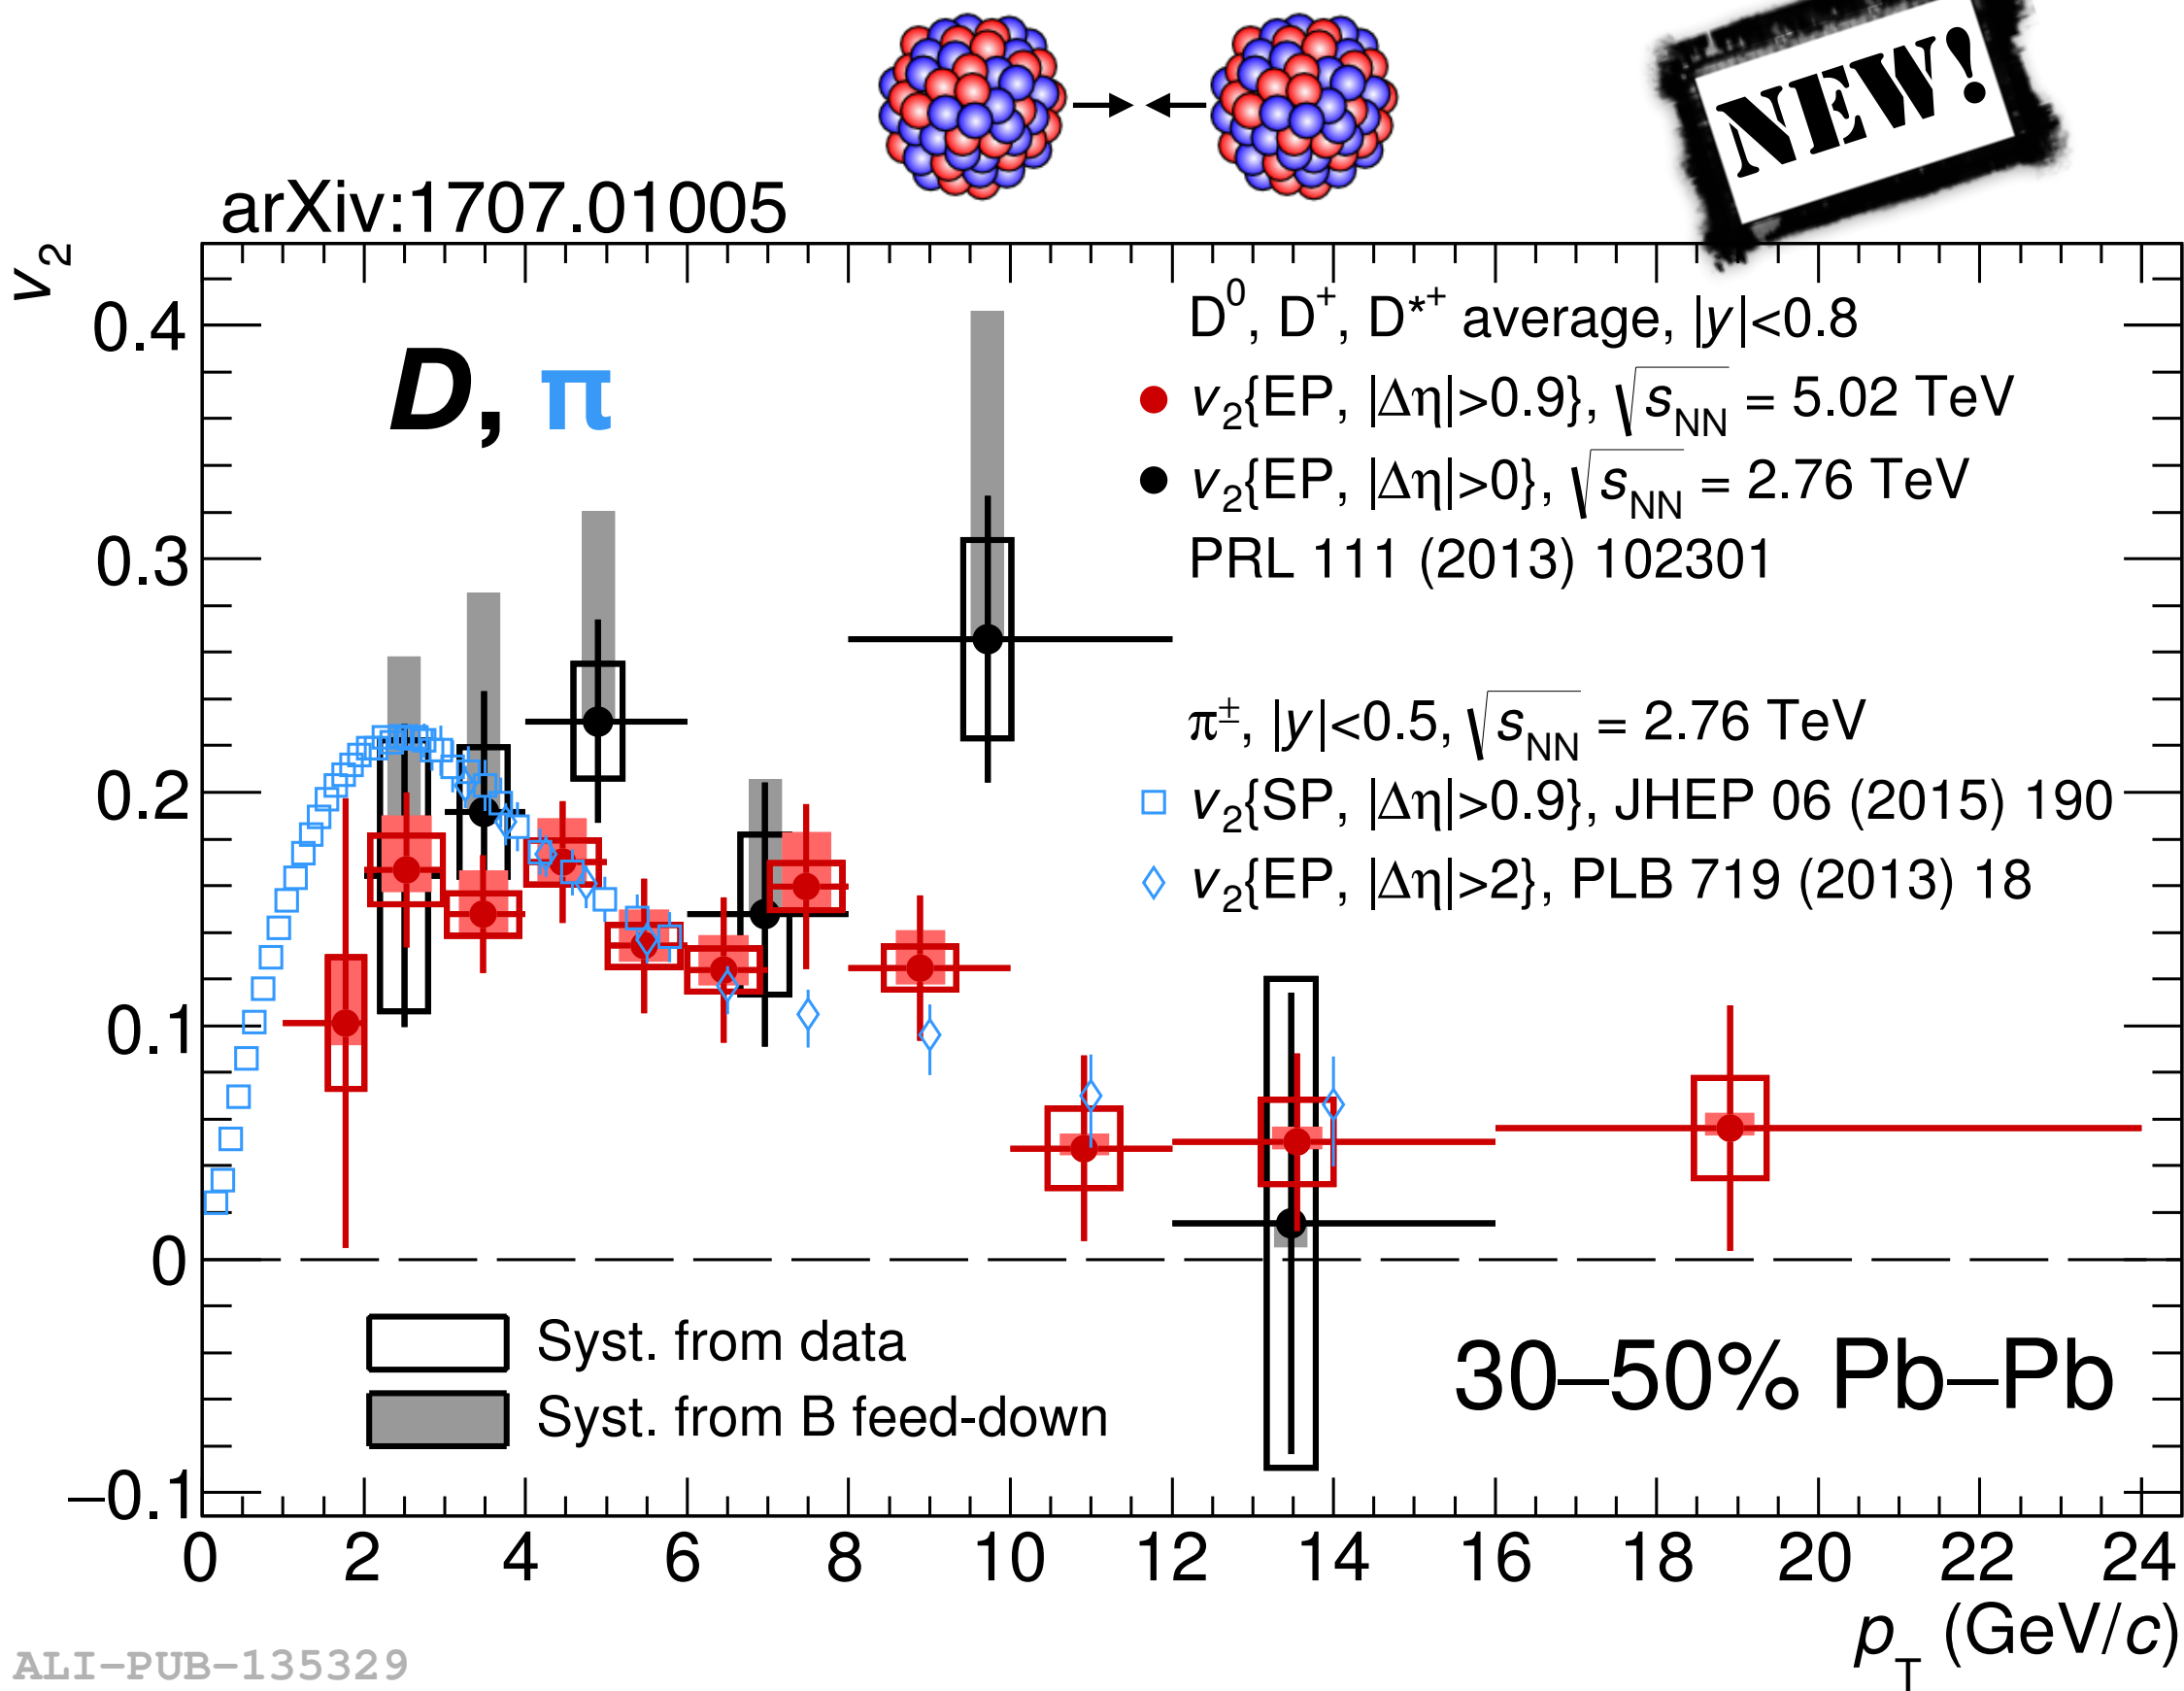 NEW!
arXiv:1707.01005
v2
0.4
0.3
0.2
0.1
0
−0.1
D, π
D⁰, D⁺, D*⁺ average, |y|<0.8
v₂{EP, |Δη|>0.9}, √sNN = 5.02 TeV
v₂{EP, |Δη|>0}, √sNN = 2.76 TeV
PRL 111 (2013) 102301
π±, |y|<0.5, √sNN = 2.76 TeV
v₂{SP, |Δη|>0.9}, JHEP 06 (2015) 190
v₂{EP, |Δη|>2}, PLB 719 (2013) 18
Syst. from data
Syst. from B feed-down
30–50% Pb–Pb
0 2 4 6 8 10 12 14 16 18 20 22 24
pT (GeV/c)
ALI−PUB−135329